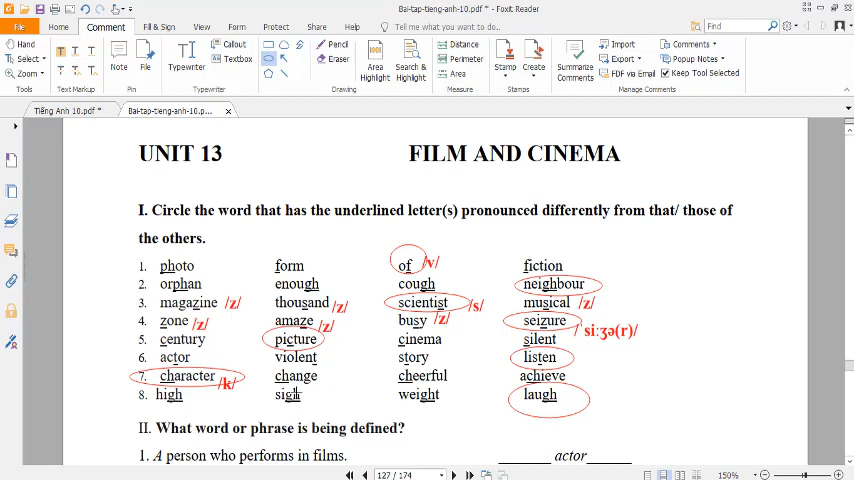 Bai-tap-tieng-anh-10.pdf * - Foxit Reader
File Home Comment Fill & Sign View Form Protect Share Help Tell me what you want to do... Find
Hand Callout Pencil Distance Import Comments
Select Textbox Eraser Perimeter Export Popup Notes
Zoom Note File Typewriter Area Highlight Search & Highlight Area Stamp Create Summarize Comments FDF via Email Keep Tool Selected
Tools Text Markup Pin Typewriter Drawing Measure Stamps Manage Comments
Tiếng Anh 10.pdf * Bai-tap-tieng-anh-10.p...
UNIT 13 FILM AND CINEMA
I. Circle the word that has the underlined letter(s) pronounced differently from that/ those of
the others.
1. photo form of /v/ fiction
2. orphan enough cough neighbour
3. magazine /z/ thousand /z/ scientist /s/ musical /z/
4. zone /z/ amaze /z/ busy /z/ seizure /ˈsiːʒə(r)/
5. century picture cinema silent
6. actor violent story listen
7. character /k/ change cheerful achieve
8. high sigh weight laugh
II. What word or phrase is being defined?
1. A person who performs in films. ________ actor______
127 / 174 150%